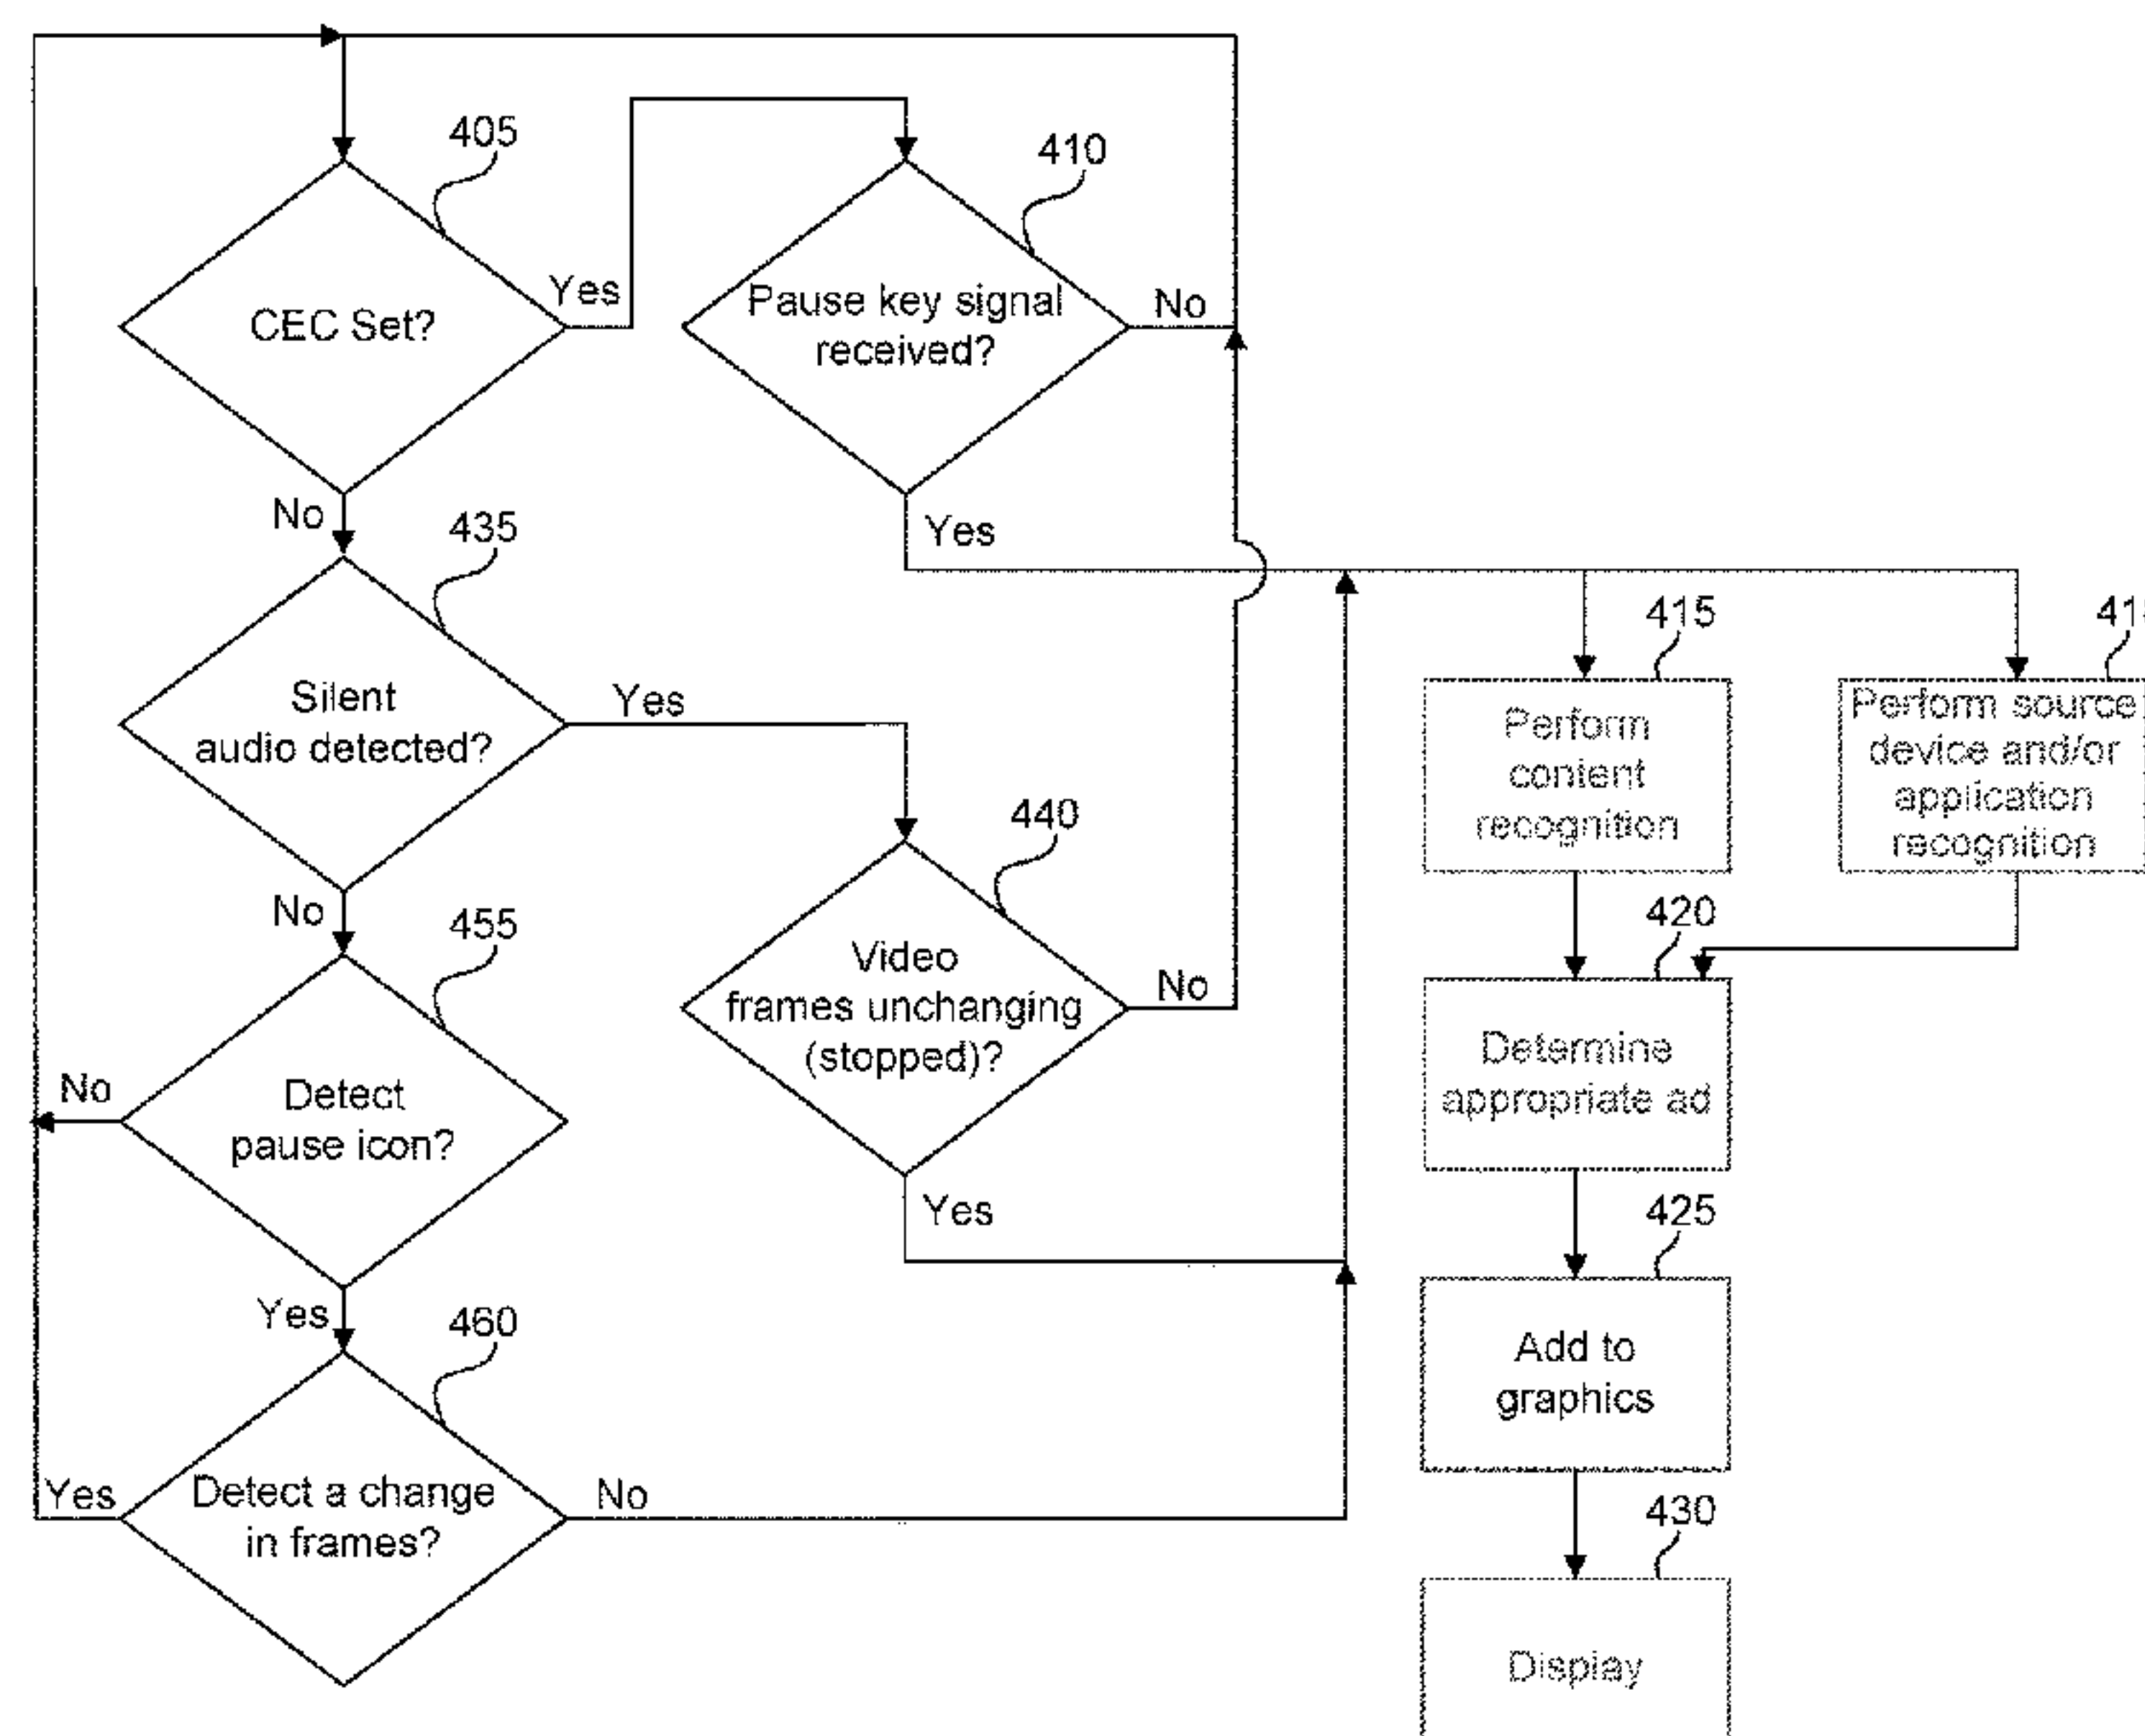 405
CEC Set?
Yes
No
410
Pause key signal
received?
No
Yes
435
Silent
audio detected?
Yes
No
440
Video
frames unchanging
(stopped)?
No
Yes
455
Detect
pause icon?
No
Yes
460
Detect a change
in frames?
Yes
No
415
Perform
content
recognition
Perform source
device and/or
application
recognition
420
Determine
appropriate ad
425
Add to
graphics
430
Display